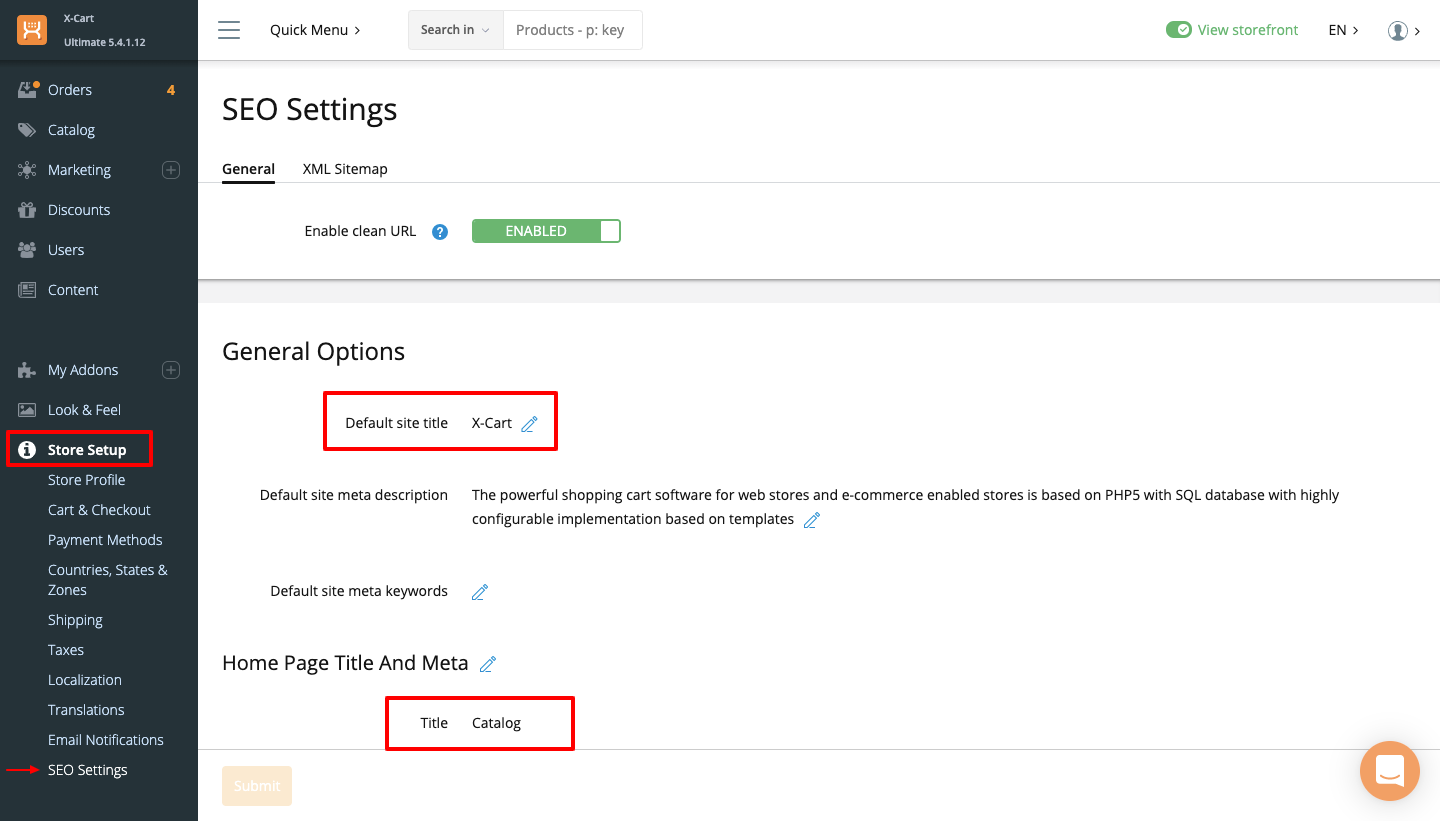 X-Cart
Ultimate 5.4.1.12
Quick Menu
Search in
Products - p: key
View storefront
EN
Orders
4
Catalog
Marketing
Discounts
Users
Content
My Addons
Look & Feel
Store Setup
Store Profile
Cart & Checkout
Payment Methods
Countries, States &
Zones
Shipping
Taxes
Localization
Translations
Email Notifications
SEO Settings
SEO Settings
General
XML Sitemap
Enable clean URL
?
ENABLED
General Options
Default site title
X-Cart
Default site meta description
The powerful shopping cart software for web stores and e-commerce enabled stores is based on PHP5 with SQL database with highly
configurable implementation based on templates
Default site meta keywords
Home Page Title And Meta
Title
Catalog
Submit